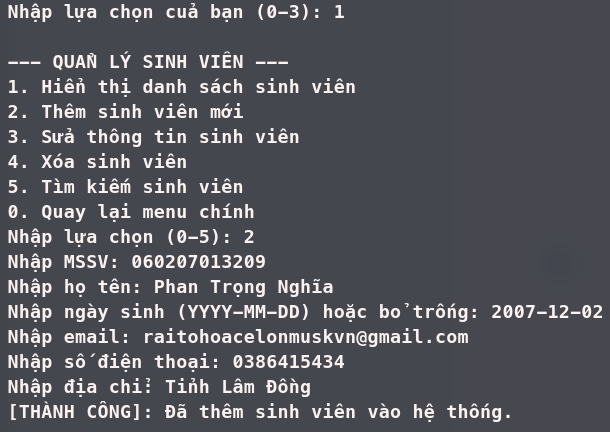 Nhập lựa chọn của bạn (0-3): 1
--- QUẢN LÝ SINH VIÊN ---
1. Hiển thị danh sách sinh viên
2. Thêm sinh viên mới
3. Sửa thông tin sinh viên
4. Xóa sinh viên
5. Tìm kiếm sinh viên
0. Quay lại menu chính
Nhập lựa chọn (0-5): 2
Nhập MSSV: 060207013209
Nhập họ tên: Phan Trọng Nghĩa
Nhập ngày sinh (YYYY-MM-DD) hoặc bỏ trống: 2007-12-02
Nhập email: raitohoacelonmuskvn@gmail.com
Nhập số điện thoại: 0386415434
Nhập địa chỉ: Tỉnh Lâm Đồng
[THÀNH CÔNG]: Đã thêm sinh viên vào hệ thống.